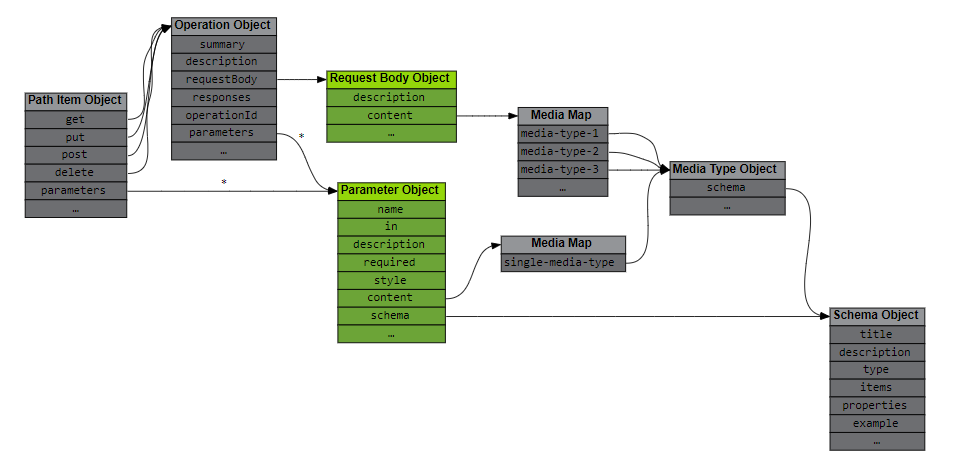 Path Item Object
get
put
post
delete
parameters
…
Operation Object
summary
description
requestBody
responses
operationId
parameters
…
*
*
Request Body Object
description
content
…
Parameter Object
name
in
description
required
style
content
schema
…
Media Map
media-type-1
media-type-2
media-type-3
…
Media Map
single-media-type
Media Type Object
schema
…
Schema Object
title
description
type
items
properties
example
…